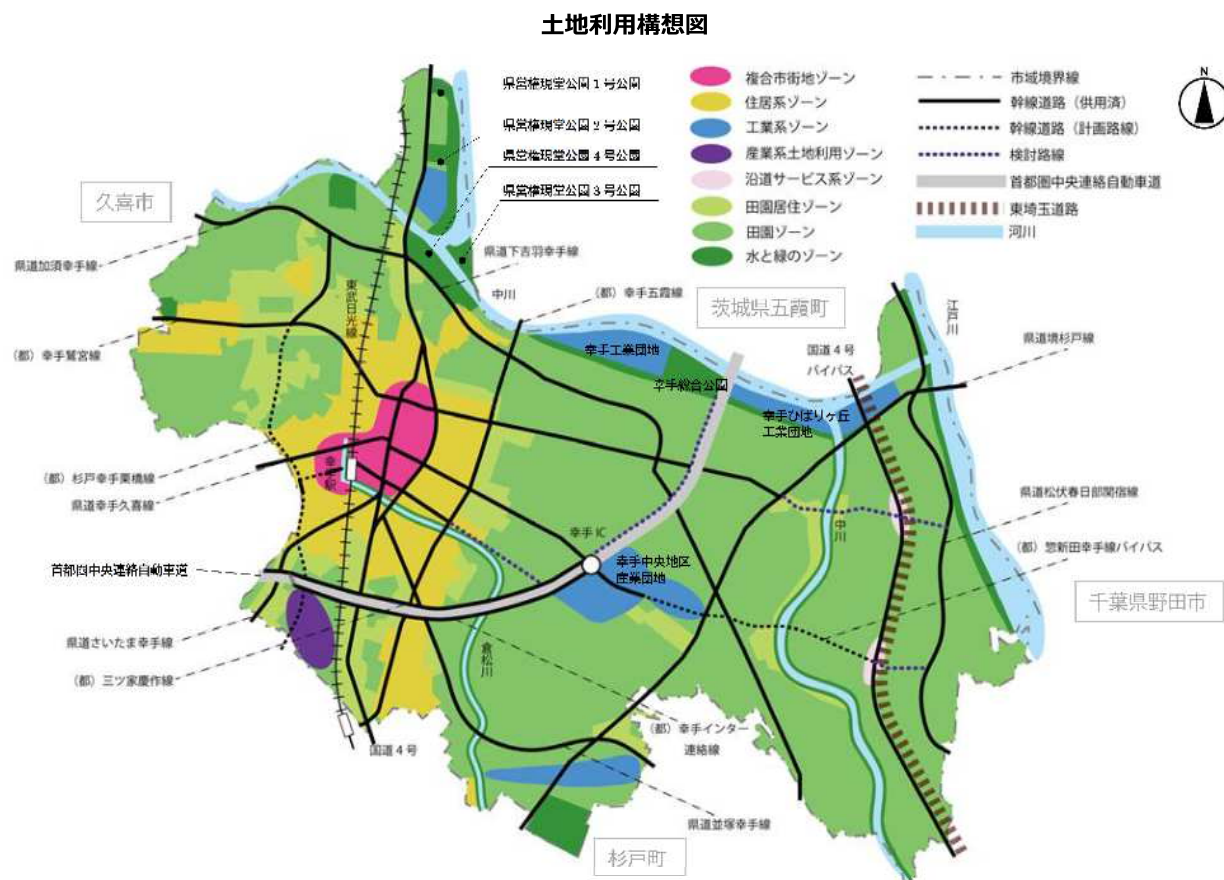 土地利用構想図
県営権現堂公園1号公園
県営権現堂公園2号公園
県営権現堂公園4号公園
県営権現堂公園3号公園
複合市街地ゾーン
住居系ゾーン
工業系ゾーン
産業系土地利用ゾーン
沿道サービス系ゾーン
田園居住ゾーン
田園ゾーン
水と緑のゾーン
市域境界線
幹線道路（供用済）
幹線道路（計画路線）
検討路線
首都圏中央連絡自動車道
東埼玉道路
河川
N
久喜市
県道加須幸手線
東武日光線
県道下吉羽幸手線
中川
（都）幸手五霞線
茨城県五霞町
江戸川
（都）幸手鷲宮線
幸手工業団地
国道4号
バイパス
県道境杉戸線
幸手総合公園
幸手ひばりヶ丘
工業団地
（都）杉戸幸手栗橋線
県道幸手久喜線
幸手駅
県道松伏春日部関宿線
中川
幸手IC
（都）惣新田幸手線バイパス
首都圏中央連絡自動車道
幸手中央地区
産業団地
千葉県野田市
県道さいたま幸手線
倉松川
（都）三ツ家慶作線
国道4号
（都）幸手インター
連絡線
県道並塚幸手線
杉戸町